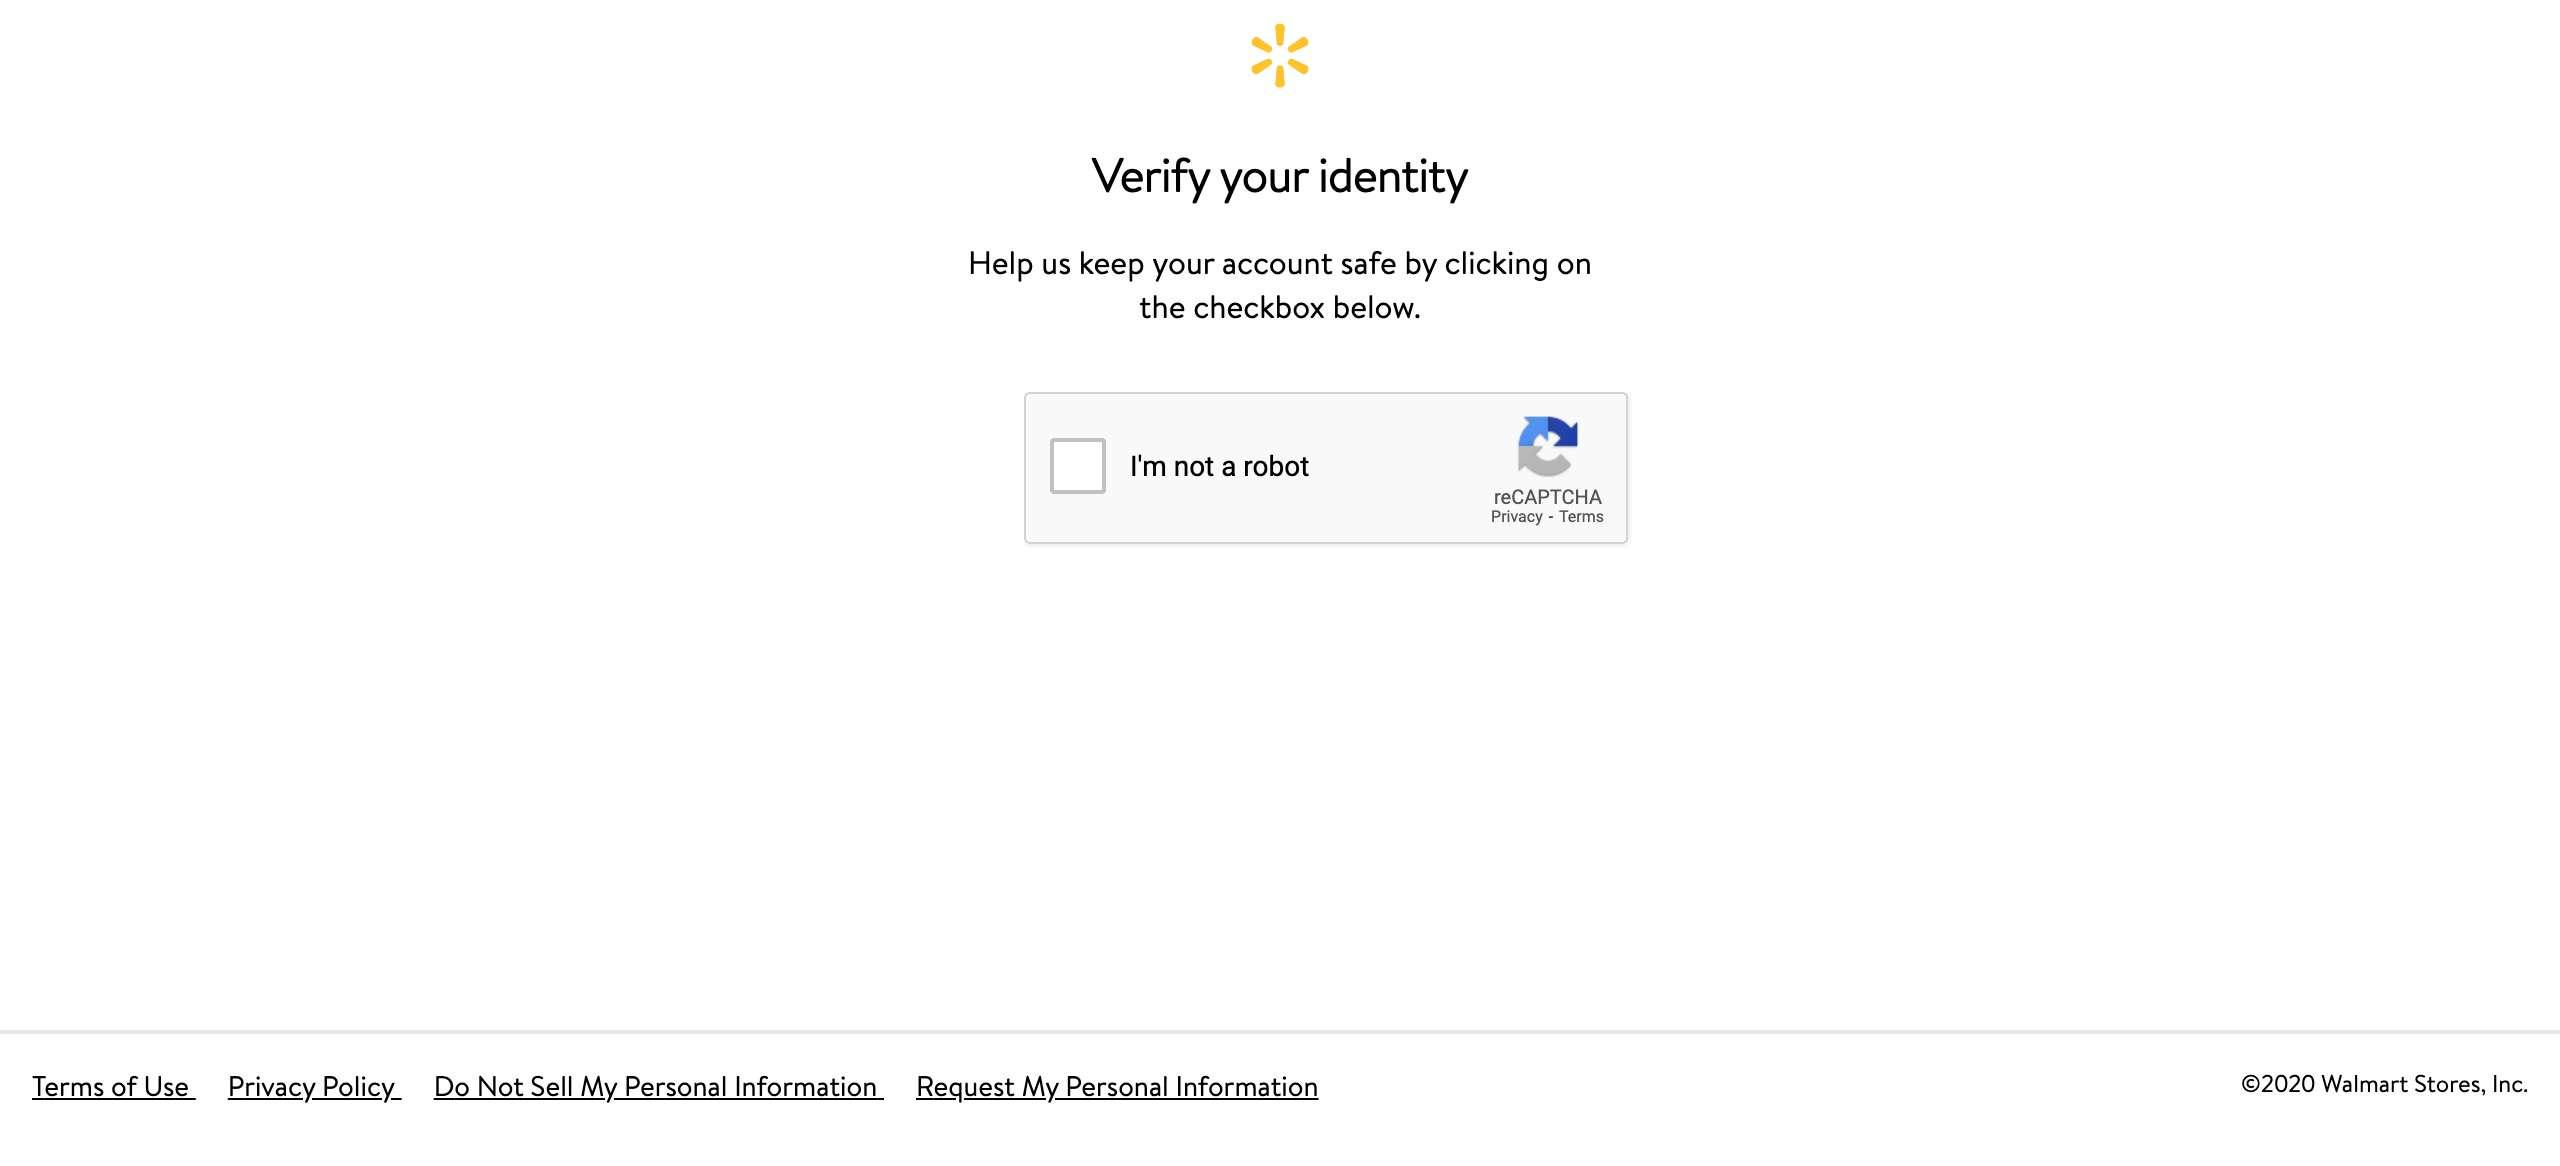 Verify your identity
Help us keep your account safe by clicking on
the checkbox below.
I'm not a robot
reCAPTCHA
Privacy - Terms
Terms of Use Privacy Policy Do Not Sell My Personal Information Request My Personal Information ©2020 Walmart Stores, Inc.